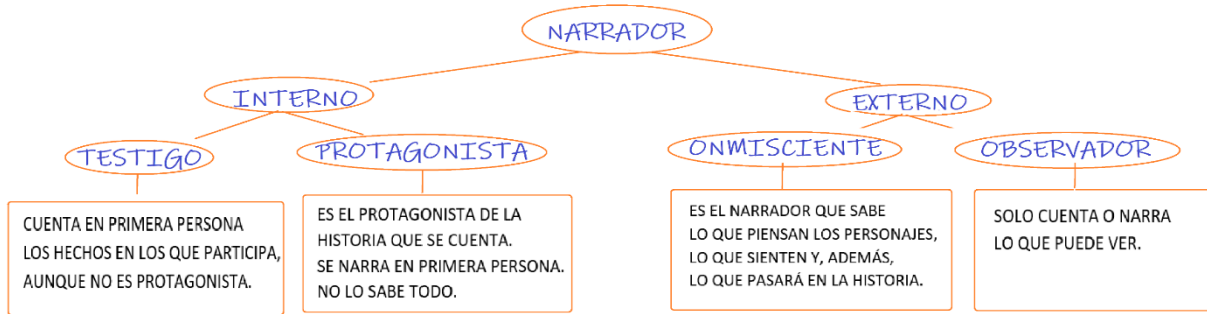 NARRADOR
INTERNO
EXTERNO
TESTIGO
PROTAGONISTA
ONMISCIENTE
OBSERVADOR
CUENTA EN PRIMERA PERSONA
LOS HECHOS EN LOS QUE PARTICIPA,
AUNQUE NO ES PROTAGONISTA.
ES EL PROTAGONISTA DE LA
HISTORIA QUE SE CUENTA.
SE NARRA EN PRIMERA PERSONA.
NO LO SABE TODO.
ES EL NARRADOR QUE SABE
LO QUE PIENSAN LOS PERSONAJES,
LO QUE SIENTEN Y, ADEMÁS,
LO QUE PASARÁ EN LA HISTORIA.
SOLO CUENTA O NARRA
LO QUE PUEDE VER.